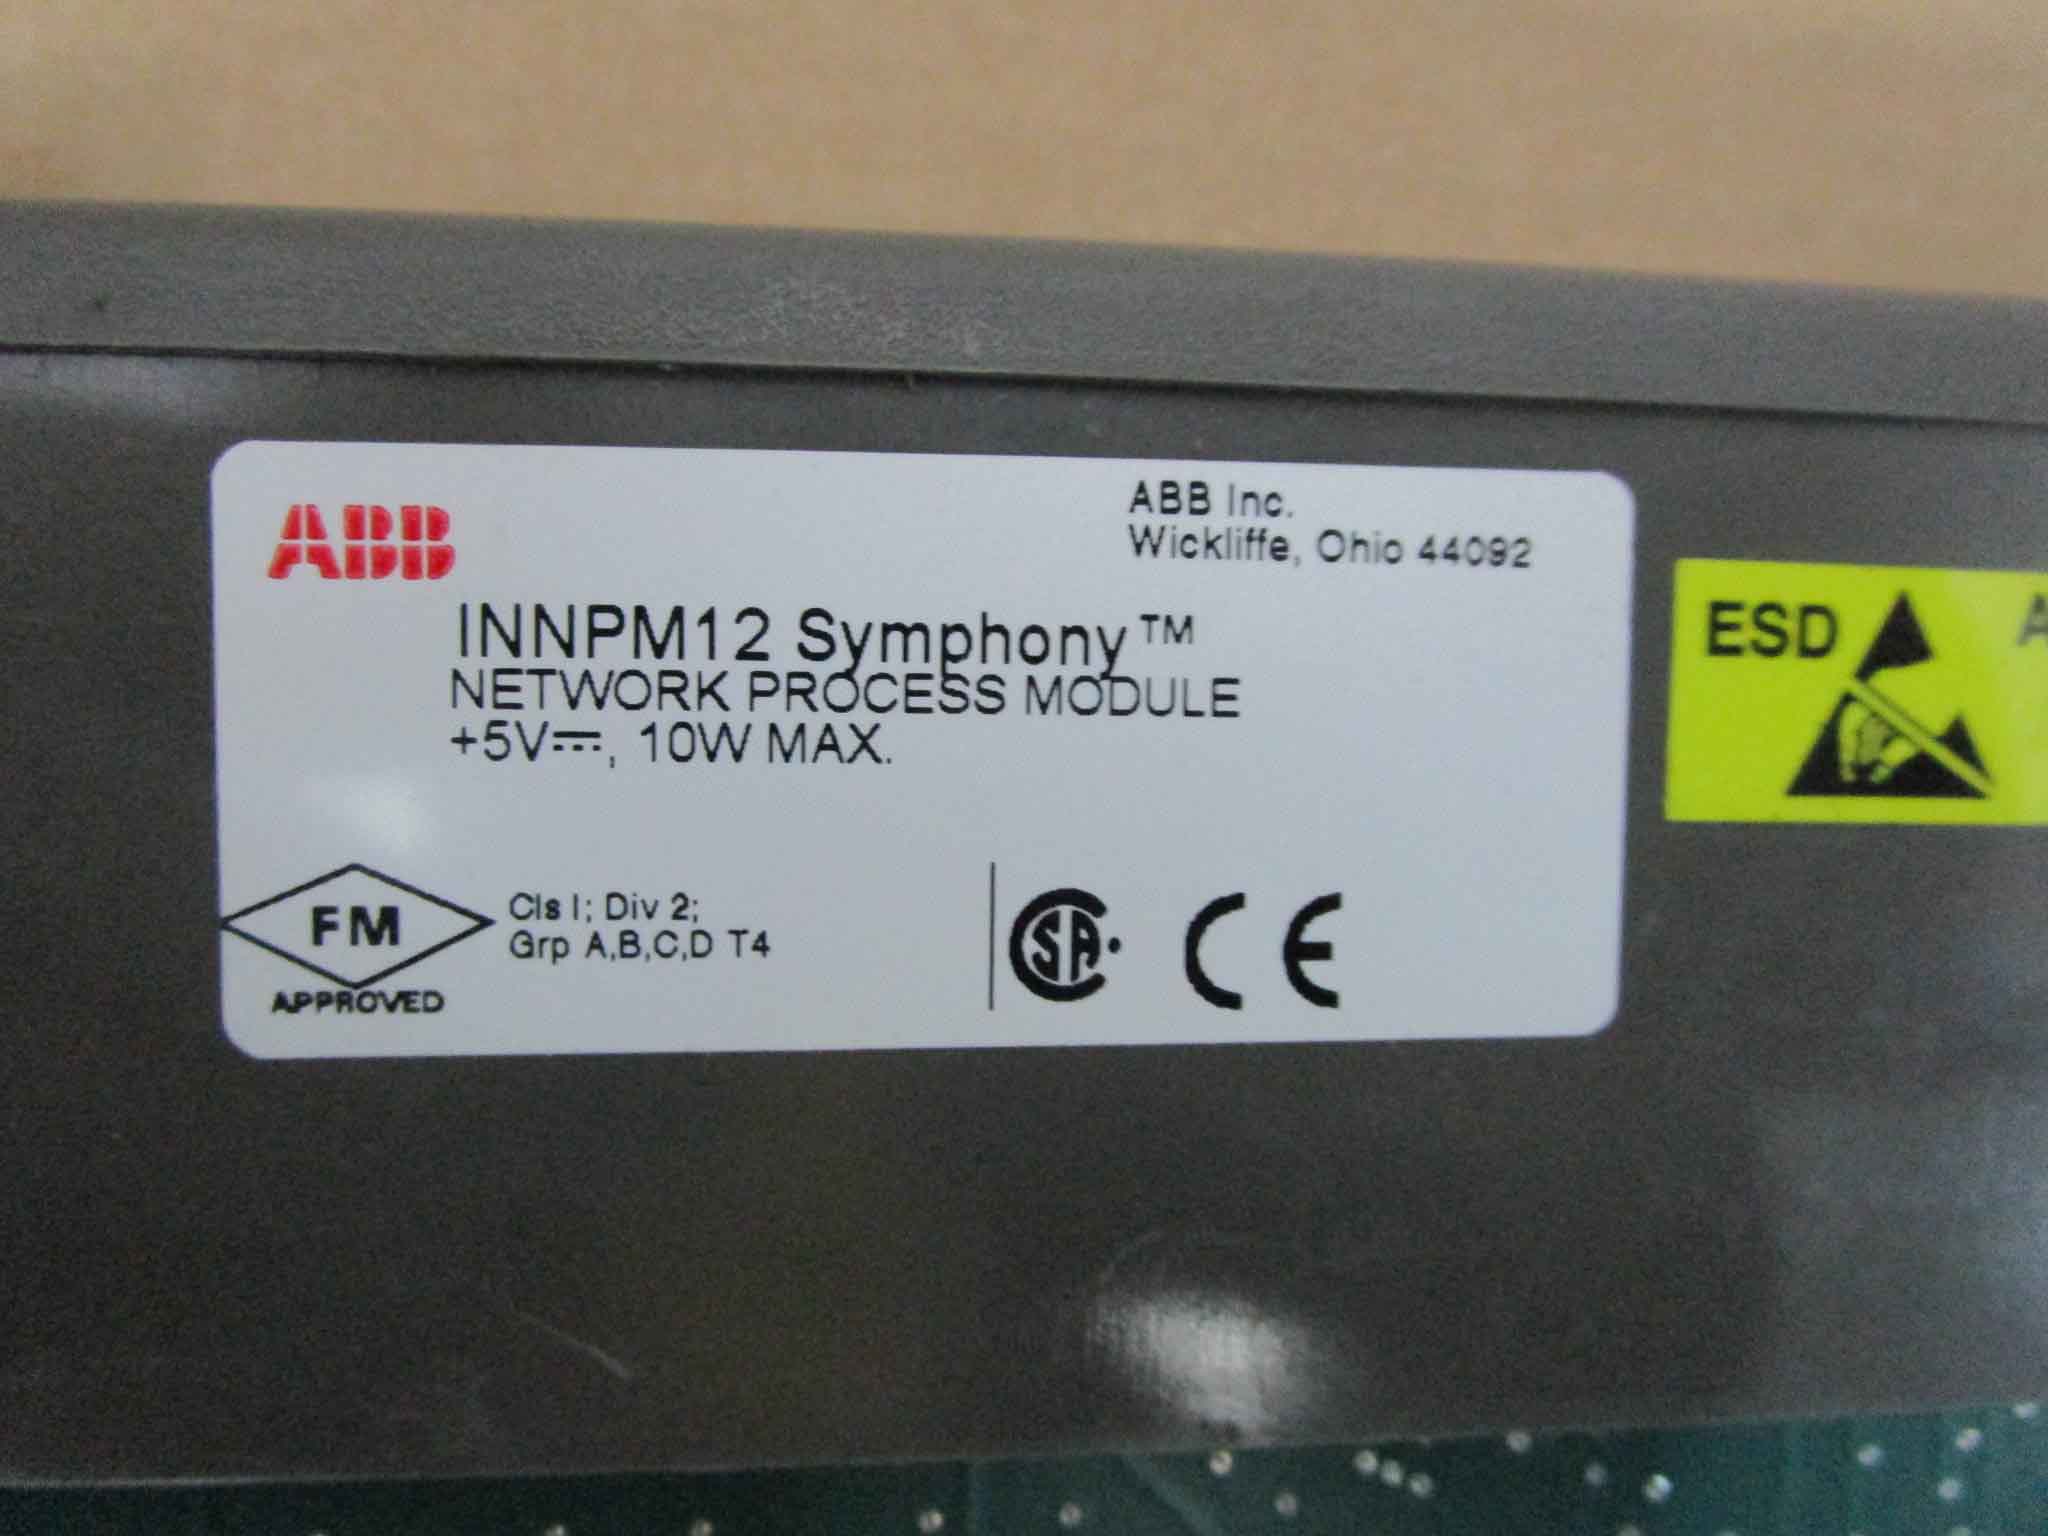 ABB
ABB Inc.
Wickliffe, Ohio 44092
INNPM12 Symphony™
NETWORK PROCESS MODULE
+5V⎓, 10W MAX.
FM
APPROVED
Cls I; Div 2;
Grp A,B,C,D T4
CSA
CE
ESD